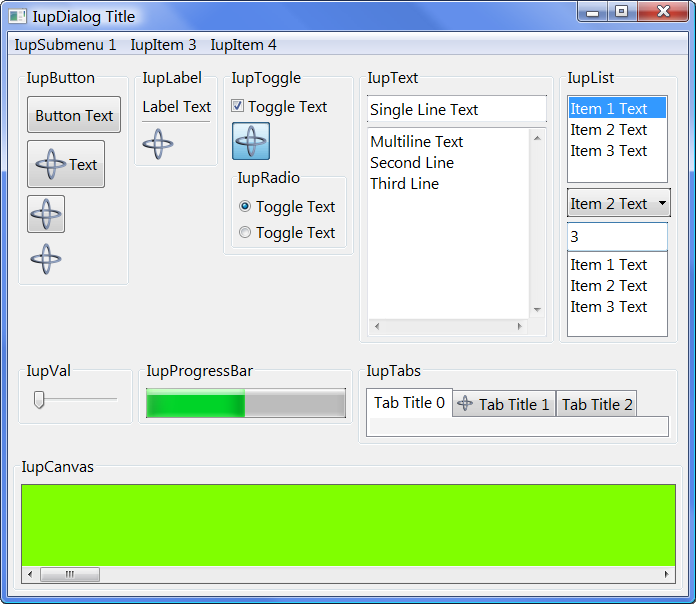 IupDialog Title
IupSubmenu 1 IupItem 3 IupItem 4
IupButton
Button Text
Text
IupLabel
Label Text
IupToggle
Toggle Text
IupRadio
Toggle Text
Toggle Text
IupText
Single Line Text
Multiline Text
Second Line
Third Line
IupList
Item 1 Text
Item 2 Text
Item 3 Text
Item 2 Text
3
Item 1 Text
Item 2 Text
Item 3 Text
IupVal
IupProgressBar
IupTabs
Tab Title 0 Tab Title 1 Tab Title 2
IupCanvas